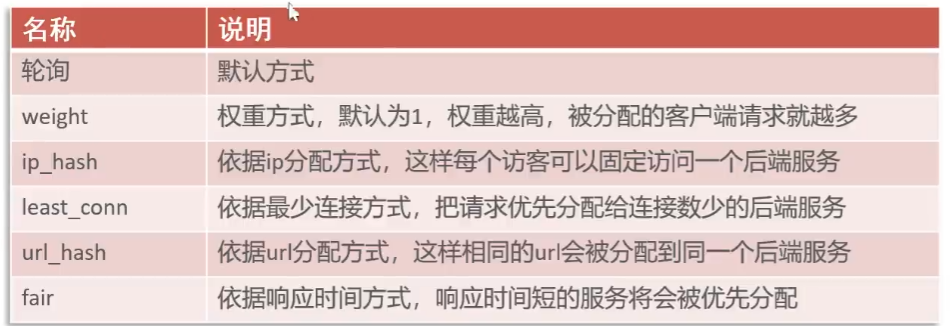 名称 说明
轮询 默认方式
weight 权重方式，默认为1，权重越高，被分配的客户端请求就越多
ip_hash 依据ip分配方式，这样每个访客可以固定访问一个后端服务
least_conn 依据最少连接方式，把请求优先分配给连接数少的后端服务
url_hash 依据url分配方式，这样相同的url会被分配到同一个后端服务
fair 依据响应时间方式，响应时间短的服务将会被优先分配